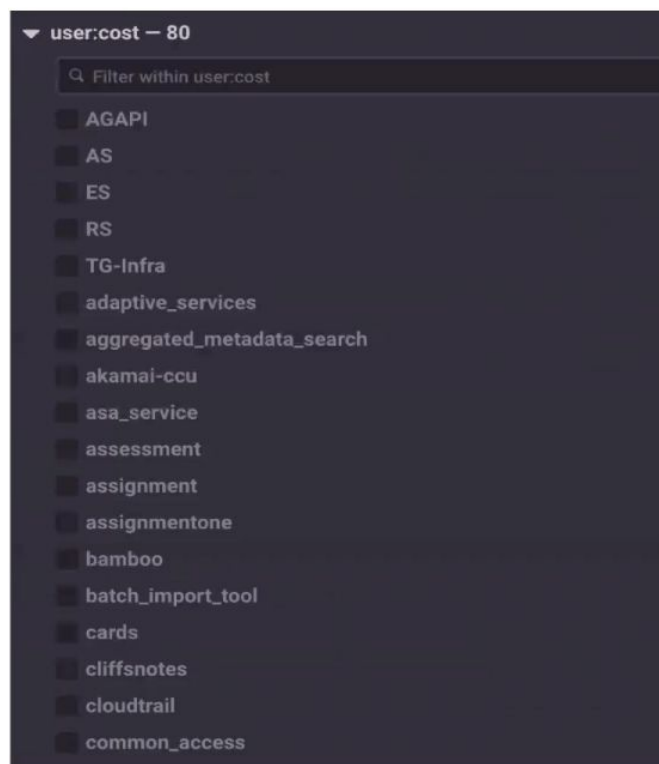 user:cost — 80
Filter within user:cost
AGAPI
AS
ES
RS
TG-Infra
adaptive_services
aggregated_metadata_search
akamai-ccu
asa_service
assessment
assignment
assignmentone
bamboo
batch_import_tool
cards
cliffsnotes
cloudtrail
common_access